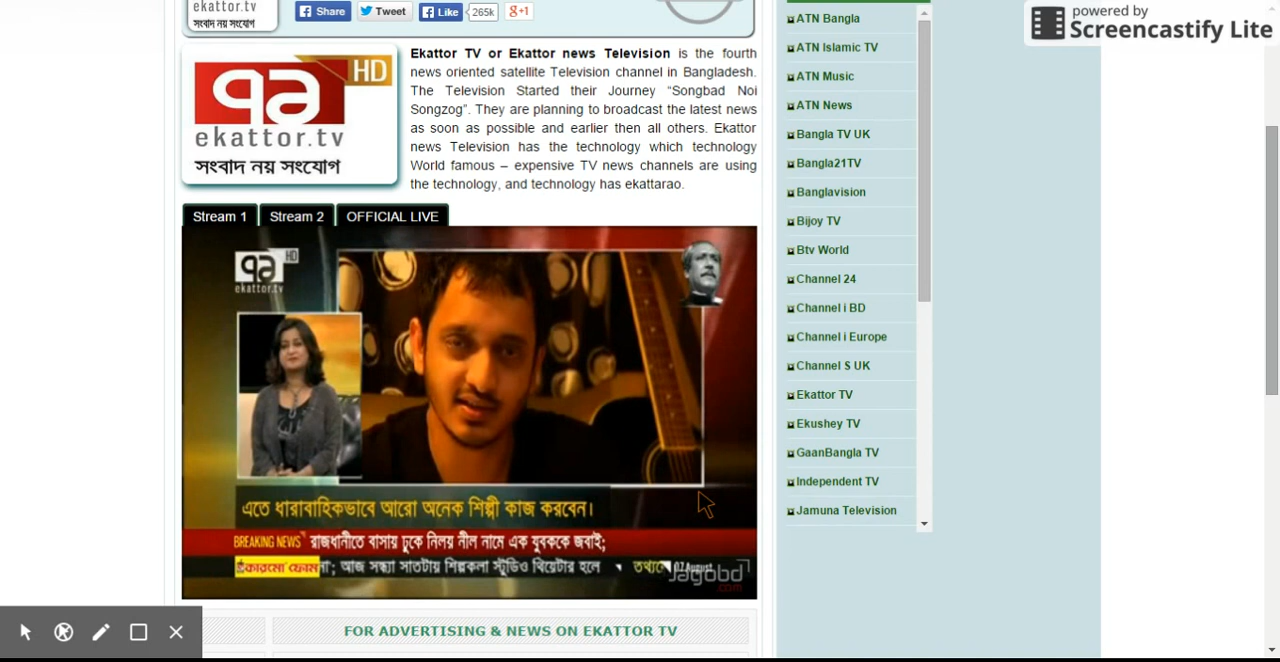 ekattor.tv
সংবাদ নয় সংযোগ
Share
Tweet
Like
265k
g+1
powered by
Screencastify Lite
HD
ekattor.tv
সংবাদ নয় সংযোগ
Ekattor TV or Ekattor news Television is the fourth
news oriented satellite Television channel in Bangladesh.
The Television Started their Journey “Songbad Noi
Songzog”. They are planning to broadcast the latest news
as soon as possible and earlier then all others. Ekattor
news Television has the technology which technology
World famous – expensive TV news channels are using
the technology, and technology has ekattarao.
Stream 1
Stream 2
OFFICIAL LIVE
HD
ekattor.tv
এতে ধারাবাহিকভাবে আরো অনেক শিল্পী কাজ করবেন।
BREAKING NEWS রাজধানীতে বাসায় ঢুকে নিলয় নীল নামে এক যুবককে জবাই;
আজ সন্ধ্যা সাতটায় শিল্পকলা স্টুডিও থিয়েটার হলে
07 August
Jagobd
.com
FOR ADVERTISING & NEWS ON EKATTOR TV
ATN Bangla
ATN Islamic TV
ATN Music
ATN News
Bangla TV UK
Bangla21TV
Banglavision
Bijoy TV
Btv World
Channel 24
Channel i BD
Channel i Europe
Channel S UK
Ekattor TV
Ekushey TV
GaanBangla TV
Independent TV
Jamuna Television